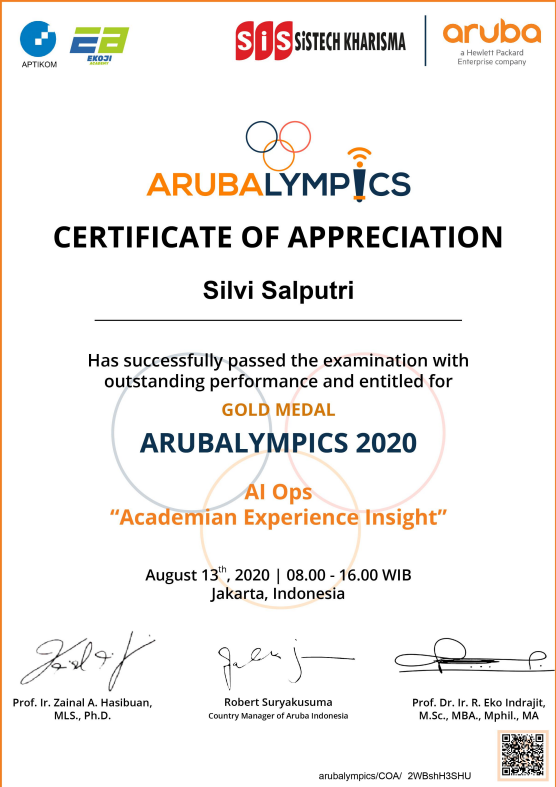 APTIKOM
EA
EKOJI
ACADEMY
SiS SiSTECH KHARISMA
aruba
a Hewlett Packard
Enterprise company
ARUBALYMPICS
CERTIFICATE OF APPRECIATION
Silvi Salputri
Has successfully passed the examination with
outstanding performance and entitled for
GOLD MEDAL
ARUBALYMPICS 2020
AI Ops
“Academian Experience Insight”
August 13th, 2020 | 08.00 - 16.00 WIB
Jakarta, Indonesia
Prof. Ir. Zainal A. Hasibuan,
MLS., Ph.D.
Robert Suryakusuma
Country Manager of Aruba Indonesia
Prof. Dr. Ir. R. Eko Indrajit,
M.Sc., MBA., Mphil., MA
arubalympics/COA/ 2WBshH3SHU